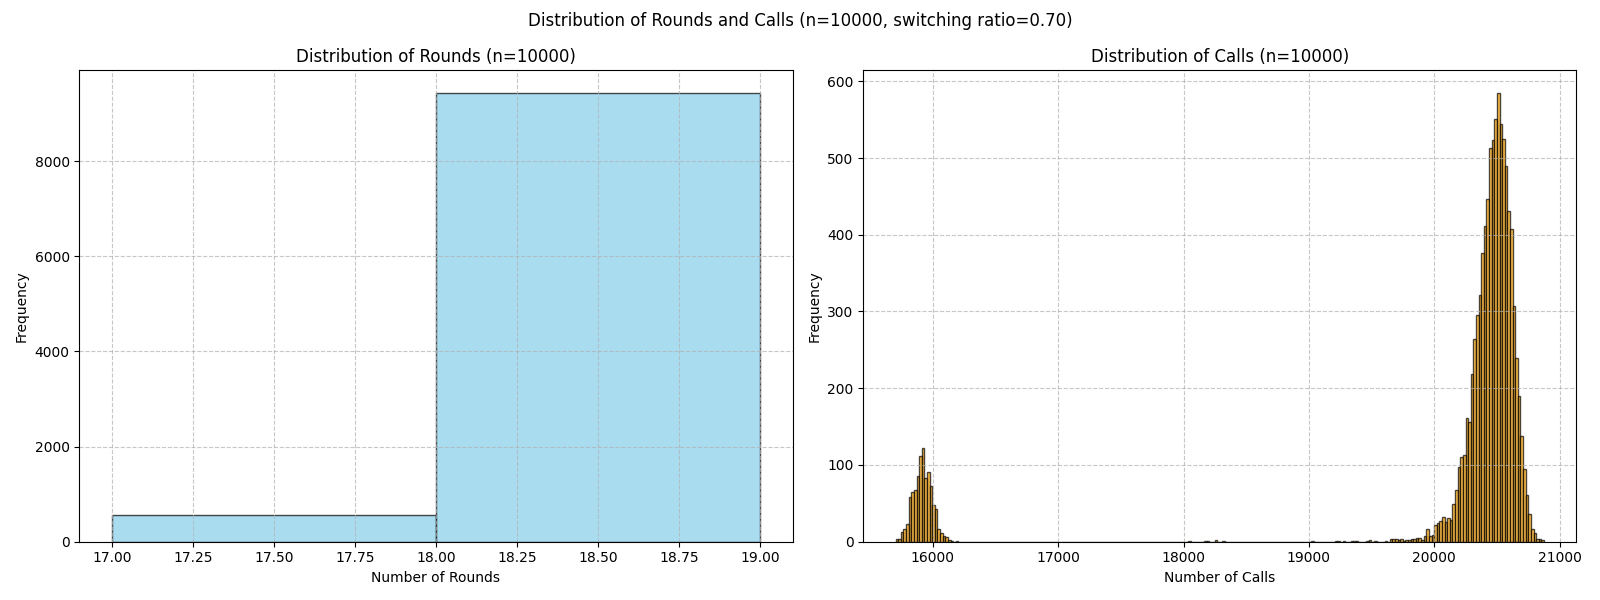 Distribution of Rounds and Calls (n=10000, switching ratio=0.70)
Distribution of Rounds (n=10000)
Frequency
8000
6000
4000
2000
0
17.00 17.25 17.50 17.75 18.00 18.25 18.50 18.75 19.00
Number of Rounds
Distribution of Calls (n=10000)
Frequency
600
500
400
300
200
100
0
16000 17000 18000 19000 20000 21000
Number of Calls